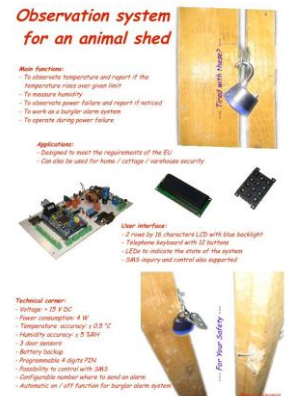 Observation system
for an animal shed
Main functions:
- To observate temperature and report if the
temperature rises over given limit
- To measure humidity
- To observate power failure and report if noticed
- To work as a burglar alarm system
- To operate during power failure
--- Tired with these?
Applications:
- Designed to meet the requirements of the EU
- Can also be used for home / cottage / warehouse security
User interface:
- 2 rows by 16 characters LCD with blue backlight
- Telephone keyboard with 12 buttons
- LEDs to indicate the state of the system
- SMS inquiry and control also supported
Technical corner:
- Voltage: + 15 V DC
- Power consumption: 4 W
- Temperature accuracy: ± 0.5 °C
- Humidity accuracy: ± 5 %RH
- 3 door sensors
- Battery backup
- Programmable 4 digits PIN
- Possibility to control with SMS
- Configurable number where to send an alarm
- Automatic on / off function for burglar alarm system
--- For Your Safety ---